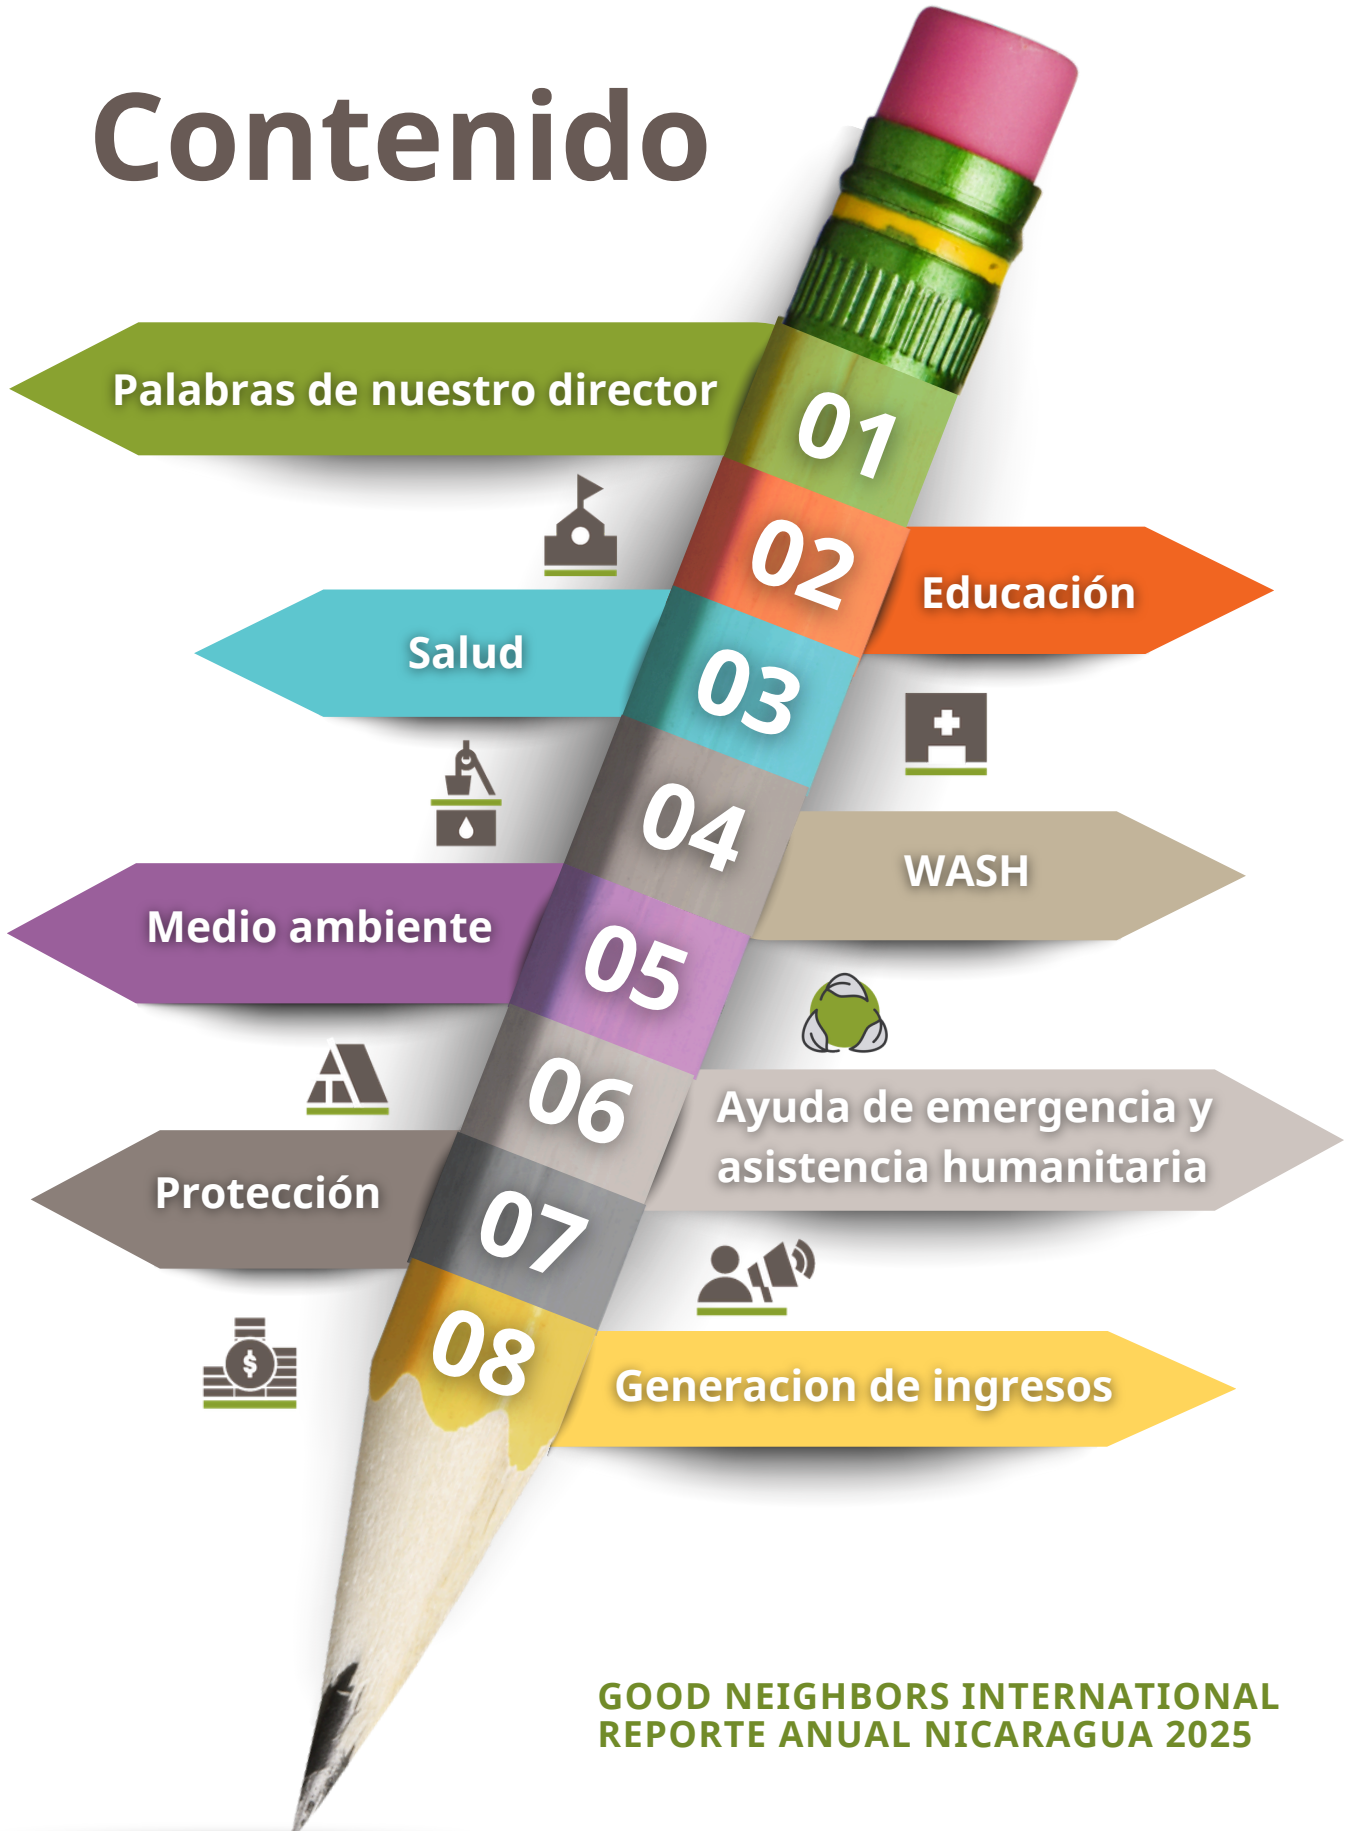 Contenido
Palabras de nuestro director
01
02
Educación
Salud
03
04
WASH
Medio ambiente
05
06
Ayuda de emergencia y
asistencia humanitaria
Protección
07
08
Generacion de ingresos
$
GOOD NEIGHBORS INTERNATIONAL
REPORTE ANUAL NICARAGUA 2025